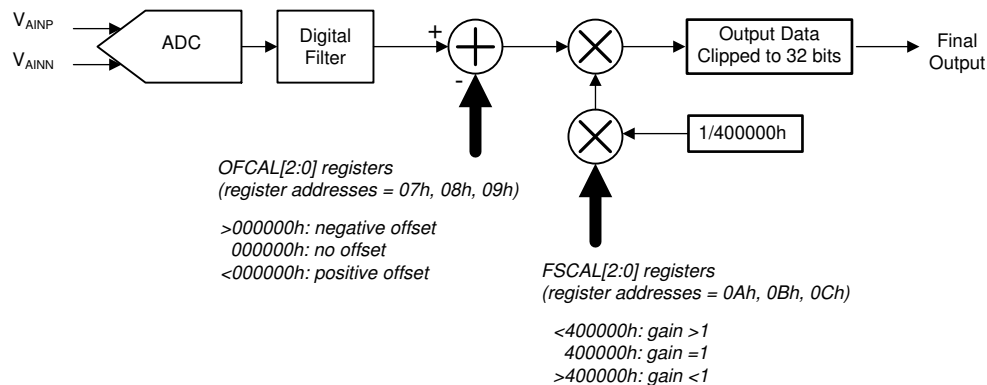 V_AINP
V_AINN
ADC
Digital
Filter
+
-
Output Data
Clipped to 32 bits
Final
Output
1/400000h
OFCAL[2:0] registers
(register addresses = 07h, 08h, 09h)
>000000h: negative offset
000000h: no offset
<000000h: positive offset
FSCAL[2:0] registers
(register addresses = 0Ah, 0Bh, 0Ch)
<400000h: gain >1
400000h: gain =1
>400000h: gain <1